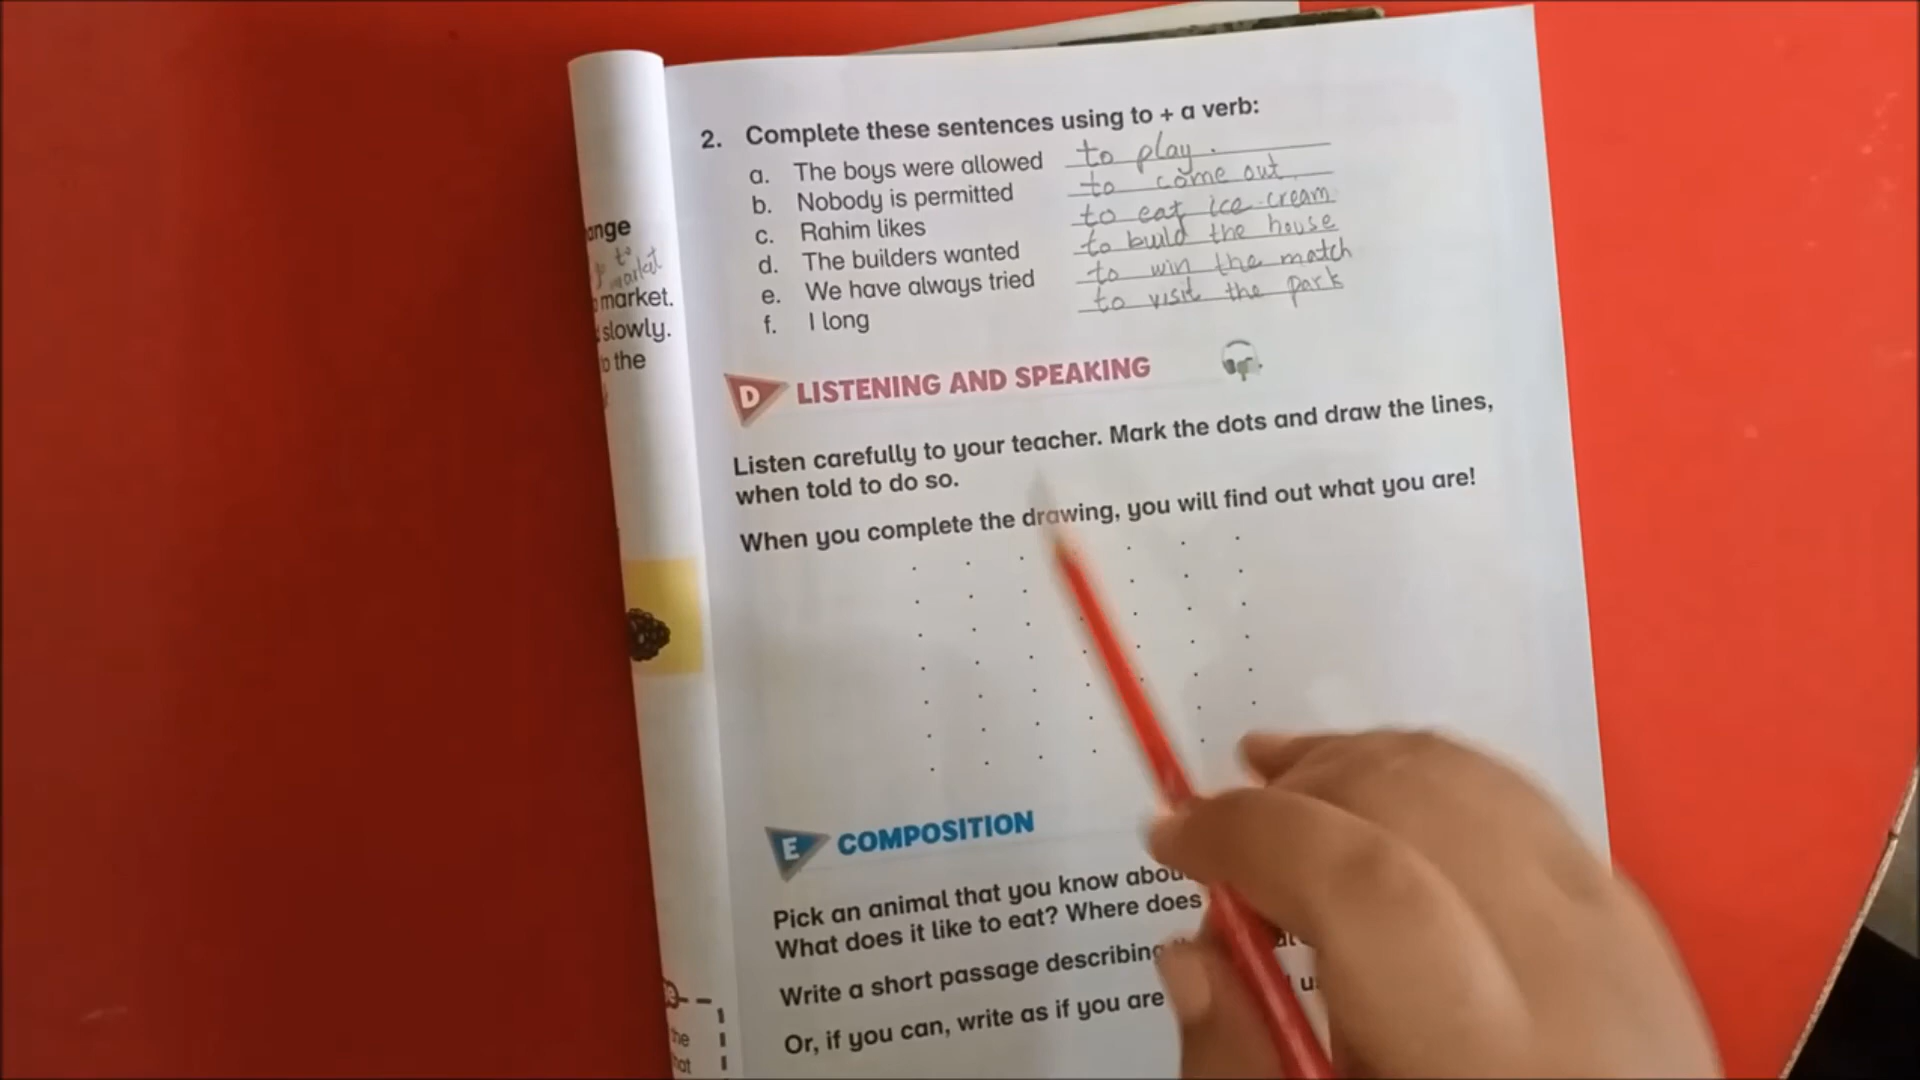 2. Complete these sentences using to + a verb:
a. The boys were allowed to play.
b. Nobody is permitted to come out.
c. Rahim likes to eat ice-cream
d. The builders wanted to build the house
e. We have always tried to win the match
f. I long to visit the park
ange
to
market
market.
slowly.
the
D LISTENING AND SPEAKING
Listen carefully to your teacher. Mark the dots and draw the lines,
when told to do so.
When you complete the drawing, you will find out what you are!
E COMPOSITION
Pick an animal that you know
What does it like to eat? Where does
Write a short passage describing
Or, if you can, write as if you are